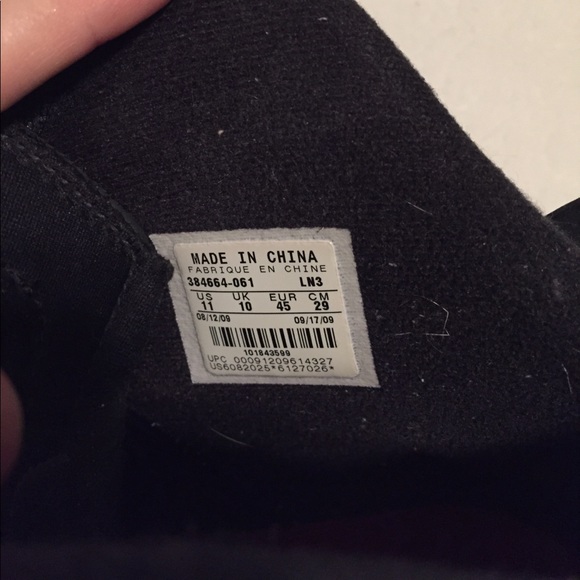 MADE IN CHINA
FABRIQUE EN CHINE
384664-061 LN3
US UK EUR CM
11 10 45 29
08/12/09 09/17/09
101843599
UPC 00091209614327
US6082025*6127026*